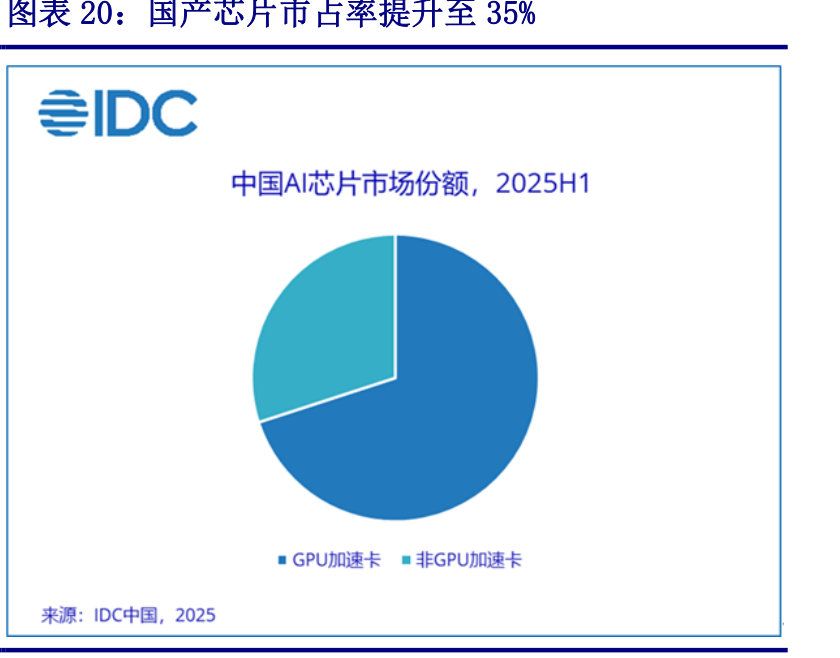 图表 20：国产芯片市占率提升至 35%
IDC
中国AI芯片市场份额，2025H1
GPU加速卡 非GPU加速卡
来源：IDC中国，2025